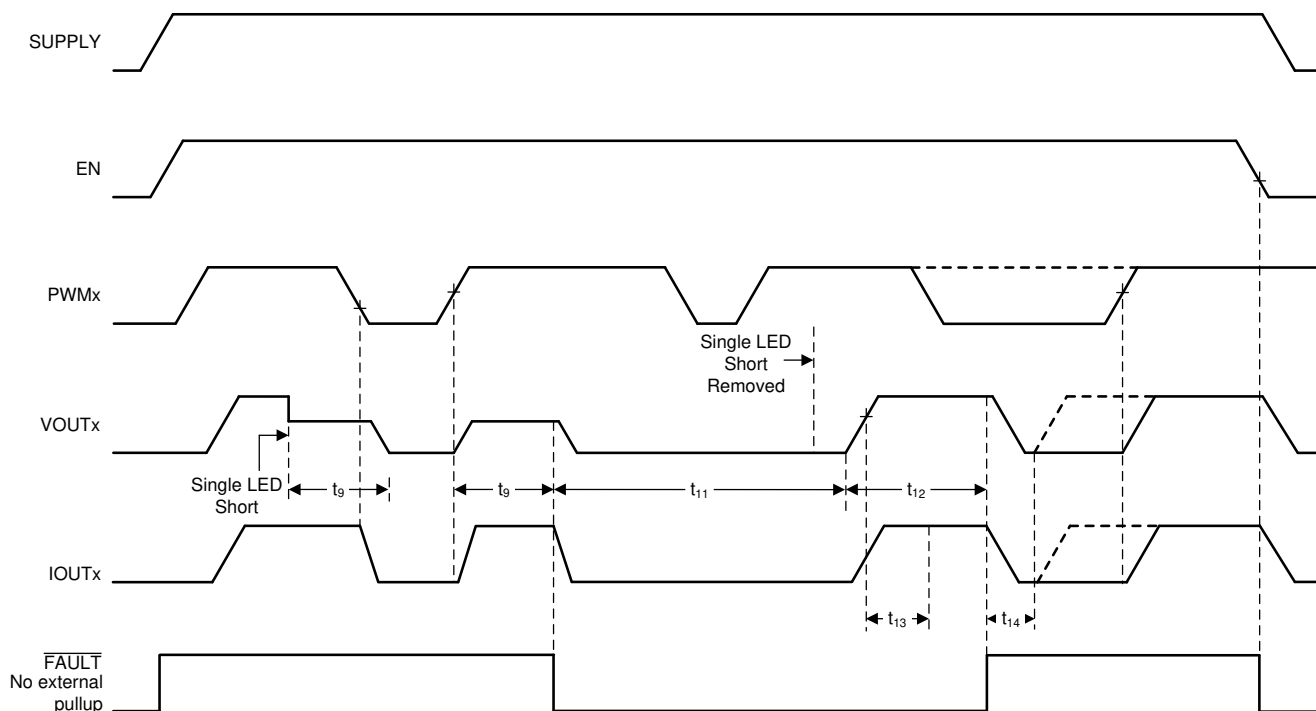 SUPPLY
EN
PWMx
Single LED
Short
Removed
VOUTx
Single LED
Short
t9
t9
t11
t12
IOUTx
t13
t14
FAULT
No external
pullup